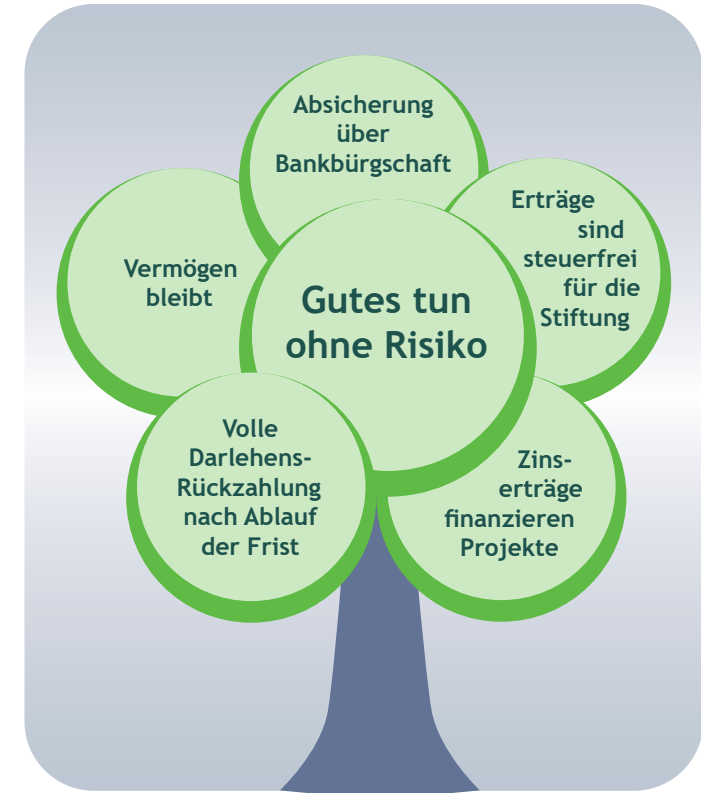 Absicherung
über
Bankbürgschaft
Erträge
sind
steuerfrei
für die
Stiftung
Vermögen
bleibt
Gutes tun
ohne Risiko
Volle
Darlehens-
Rückzahlung
nach Ablauf
der Frist
Zins-
erträge
finanzieren
Projekte